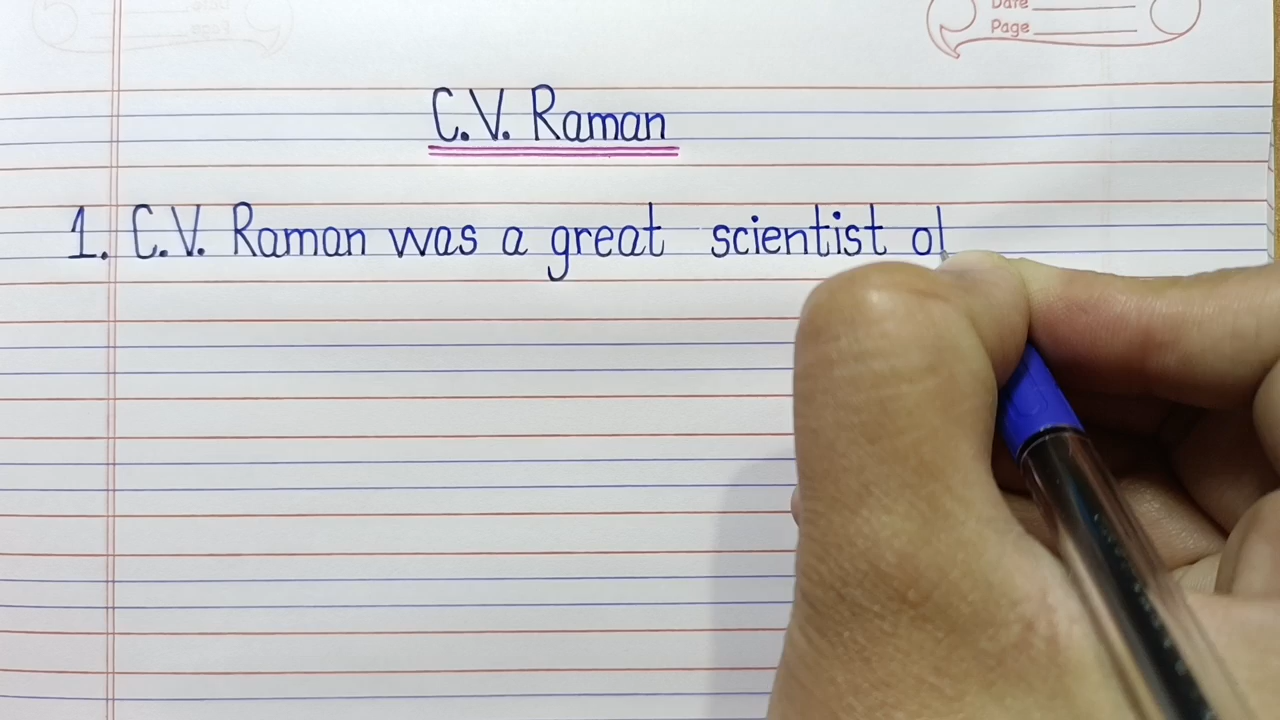 Date
Page
C.V. Raman
1. C.V. Raman was a great scientist